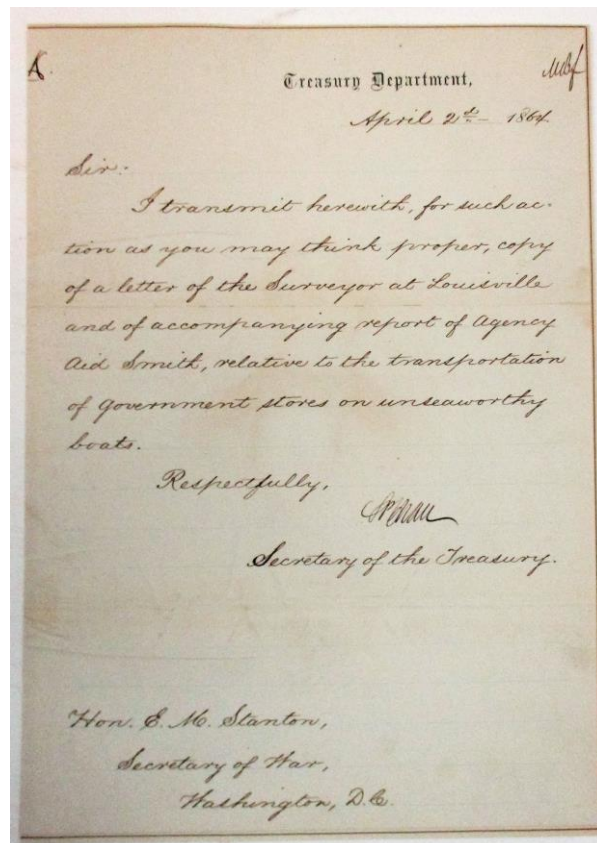 A.
Treasury Department,
April 2d 1864.
Sir:
I transmit herewith, for such ac-
tion as you may think proper, copy
of a letter of the Surveyor at Louisville
and of accompanying report of Agency
Aid Smith, relative to the transportation
of Government stores on unseaworthy
boats.
Respectfully,
SPChase
Secretary of the Treasury.
Hon. E. M. Stanton,
Secretary of War,
Washington, D.C.